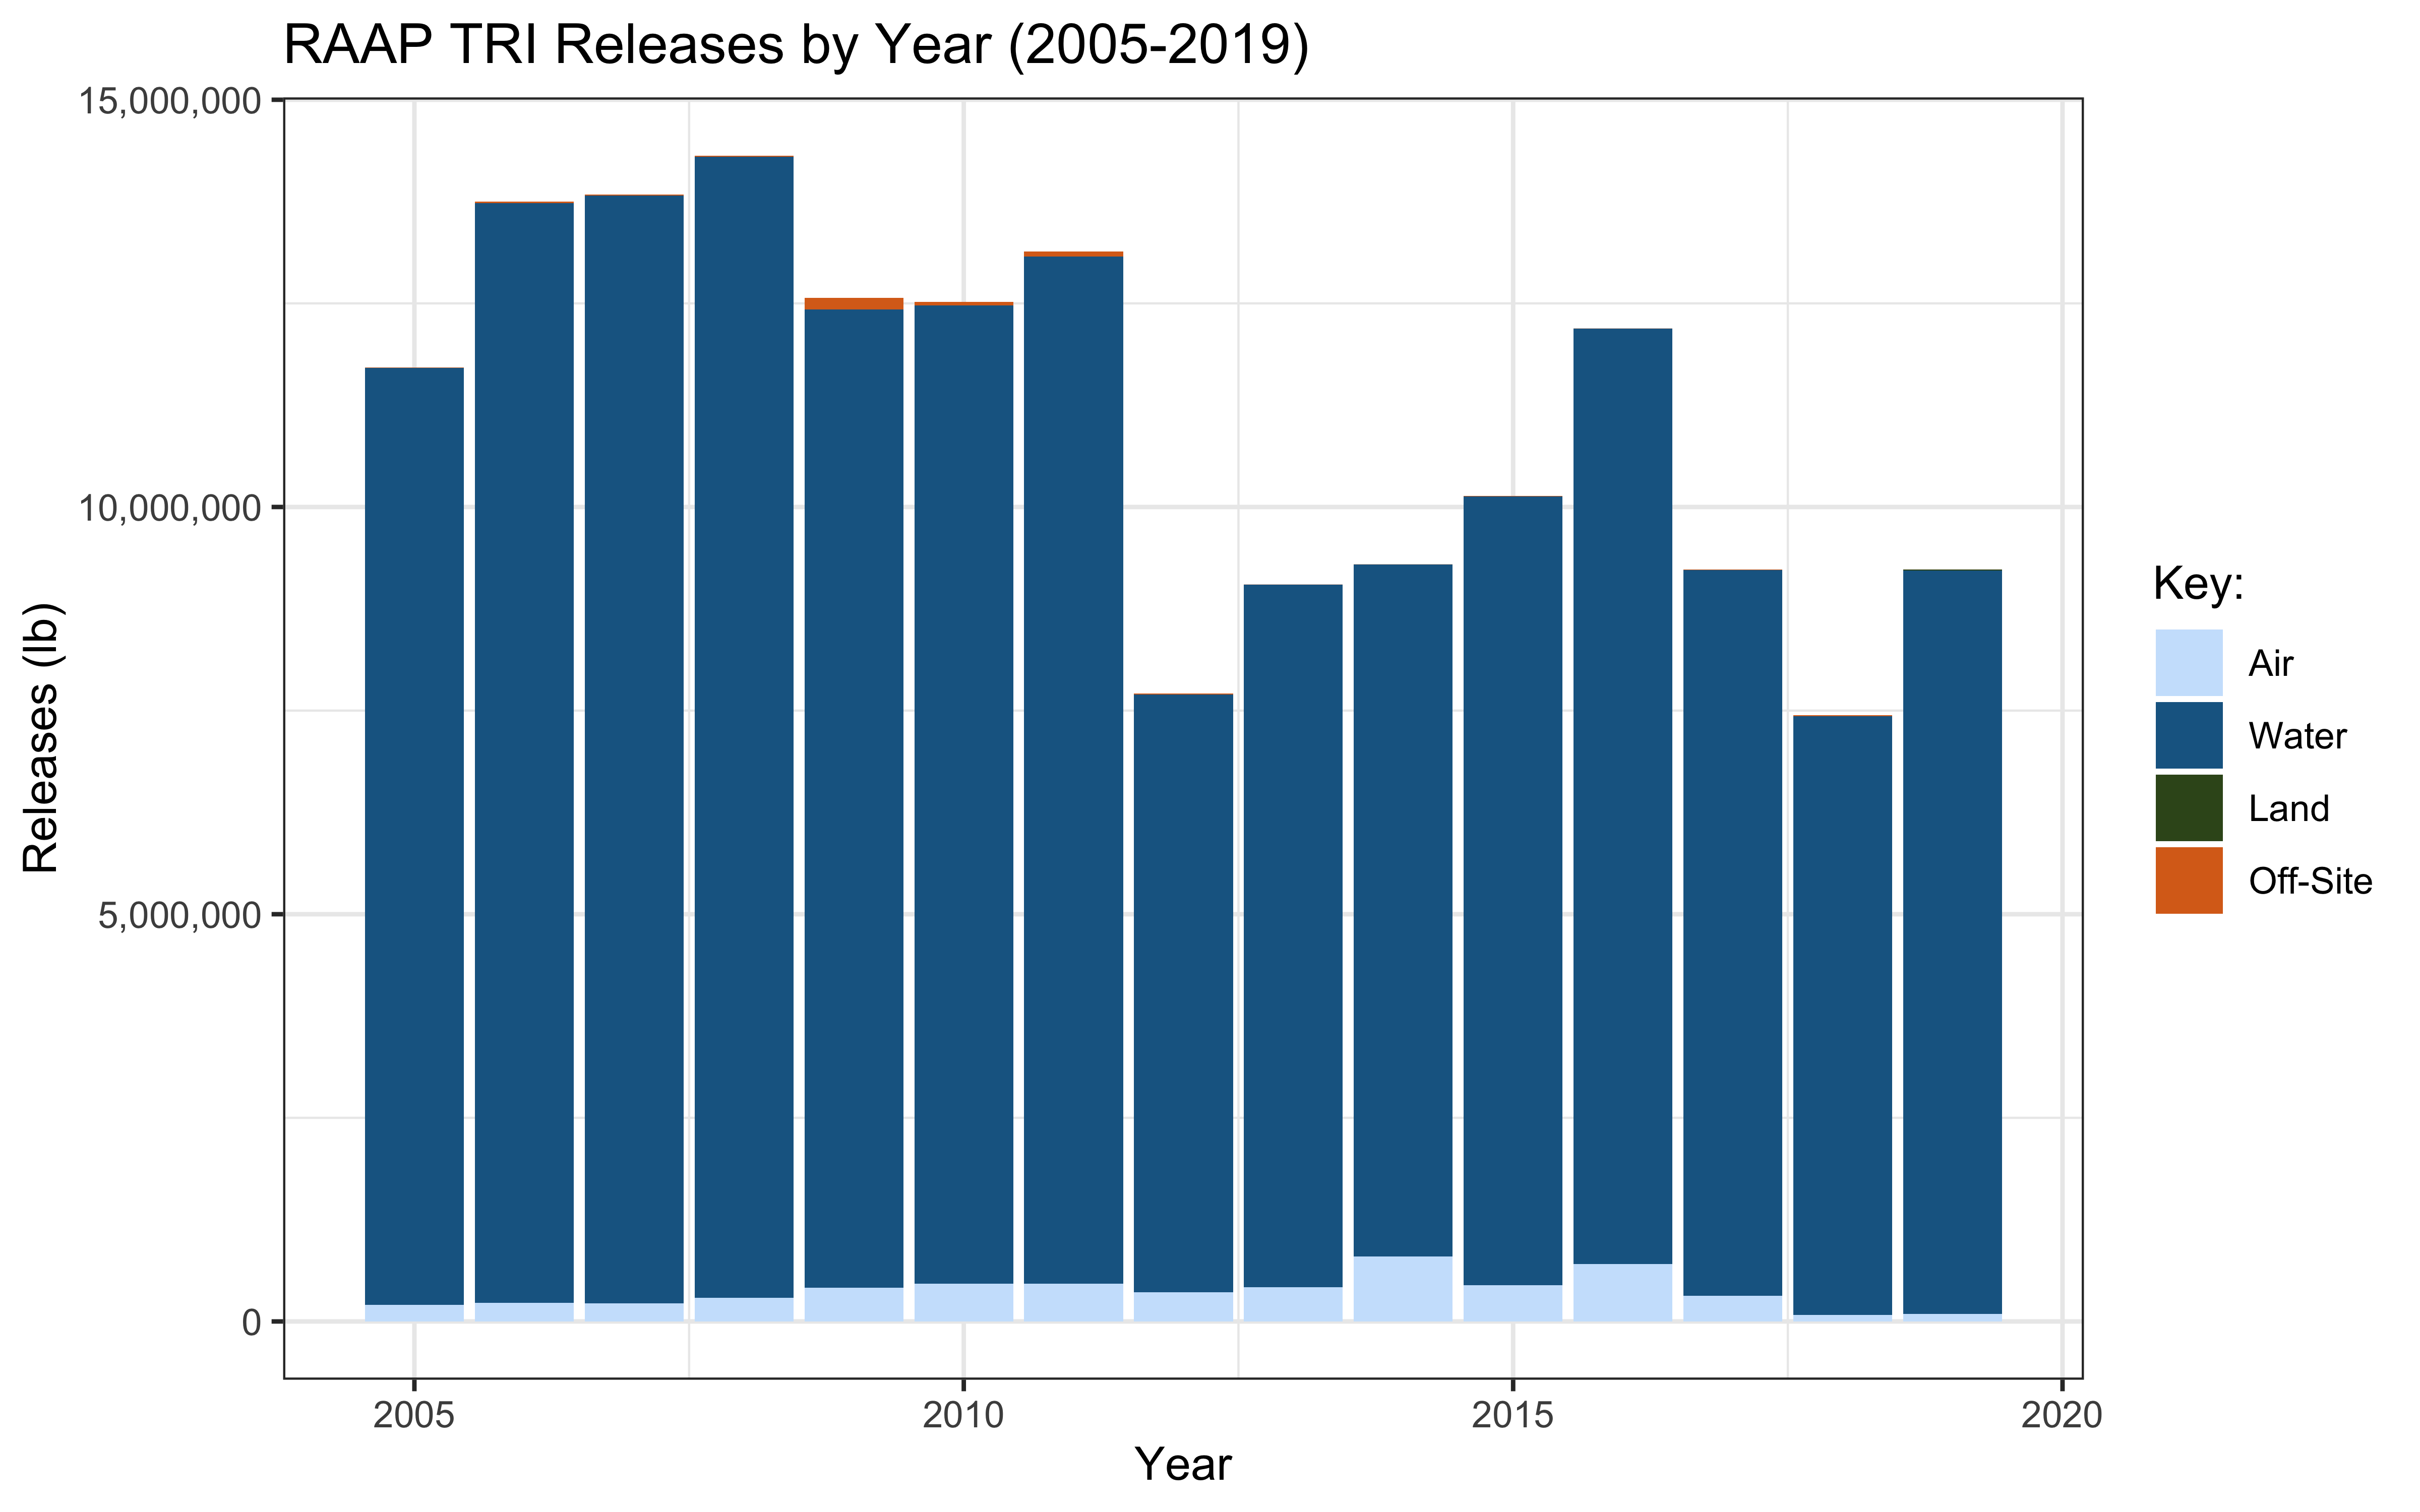 RAAP TRI Releases by Year (2005-2019)
15,000,000
10,000,000
5,000,000
0
Releases (lb)
2005
2010
2015
2020
Year
Key:
Air
Water
Land
Off-Site